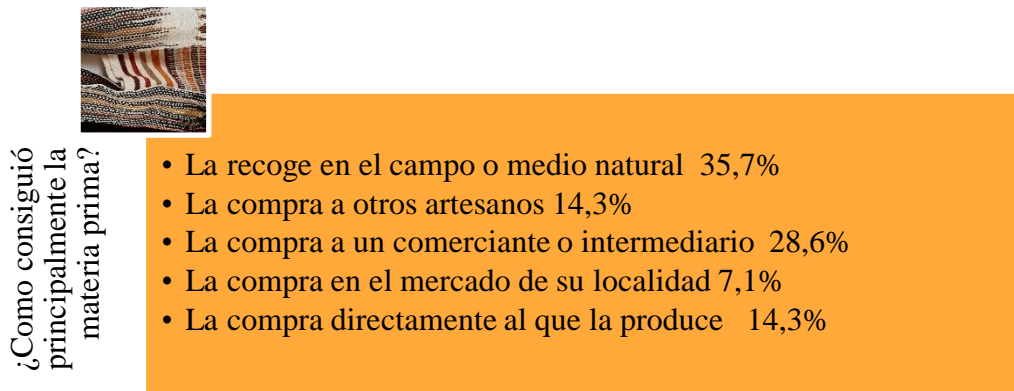 ¿Como consiguió
principalmente la
materia prima?
• La recoge en el campo o medio natural  35,7%
• La compra a otros artesanos 14,3%
• La compra a un comerciante o intermediario  28,6%
• La compra en el mercado de su localidad 7,1%
• La compra directamente al que la produce   14,3%